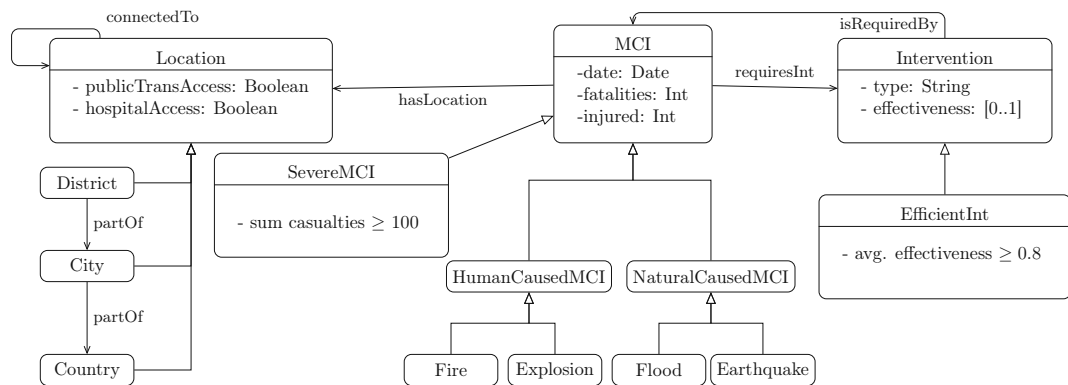 connectedTo
isRequiredBy
Location
- publicTransAccess: Boolean
- hospitalAccess: Boolean
MCI
-date: Date
-fatalities: Int
-injured: Int
Intervention
- type: String
- effectiveness: [0..1]
hasLocation
requiresInt
District
partOf
City
partOf
Country
SevereMCI
- sum casualties ≥ 100
EfficientInt
- avg. effectiveness ≥ 0.8
HumanCausedMCI
NaturalCausedMCI
Fire
Explosion
Flood
Earthquake